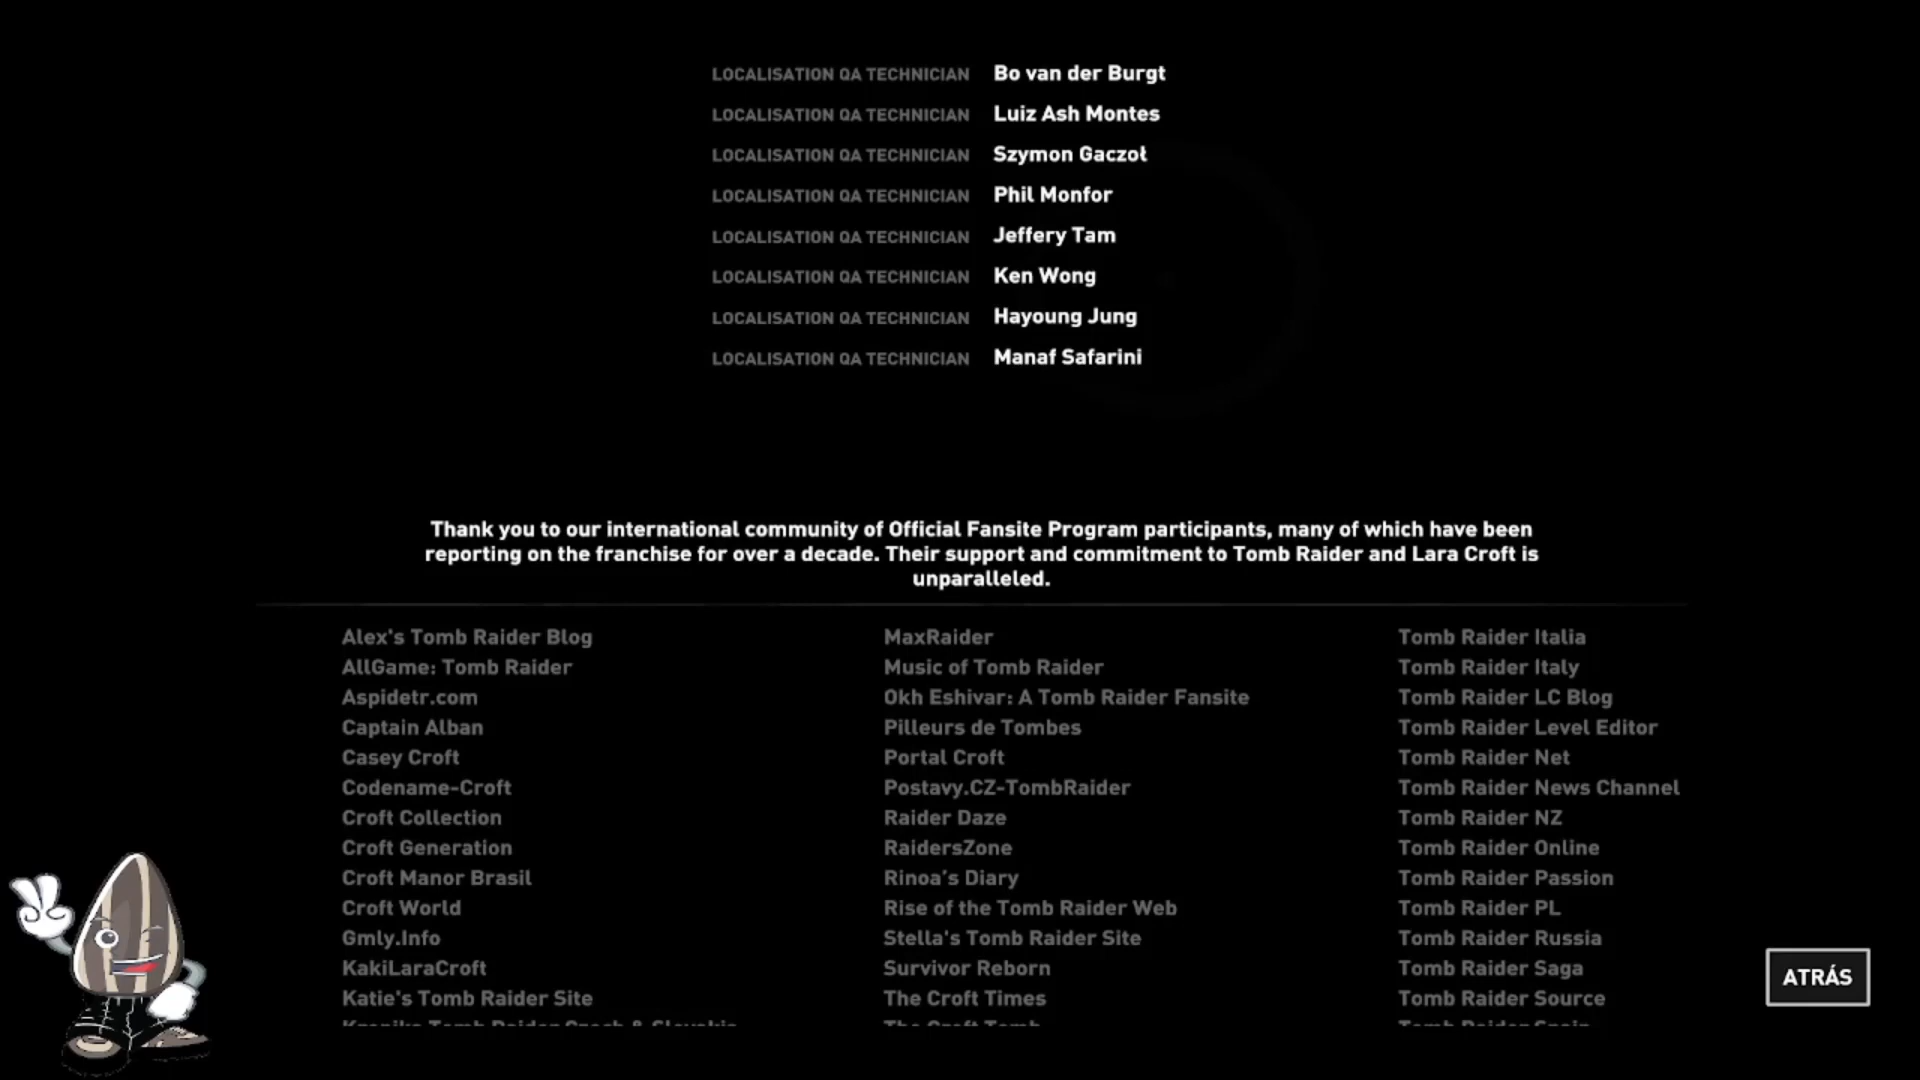 LOCALISATION QA TECHNICIAN Bo van der Burgt
LOCALISATION QA TECHNICIAN Luiz Ash Montes
LOCALISATION QA TECHNICIAN Szymon Gaczoł
LOCALISATION QA TECHNICIAN Phil Monfor
LOCALISATION QA TECHNICIAN Jeffery Tam
LOCALISATION QA TECHNICIAN Ken Wong
LOCALISATION QA TECHNICIAN Hayoung Jung
LOCALISATION QA TECHNICIAN Manaf Safarini
Thank you to our international community of Official Fansite Program participants, many of which have been
reporting on the franchise for over a decade. Their support and commitment to Tomb Raider and Lara Croft is
unparalleled.
Alex's Tomb Raider Blog
AllGame: Tomb Raider
Aspidetr.com
Captain Alban
Casey Croft
Codename-Croft
Croft Collection
Croft Generation
Croft Manor Brasil
Croft World
Gmly.Info
KakiLaraCroft
Katie's Tomb Raider Site
Tomb Raider Czech & Slovakia
MaxRaider
Music of Tomb Raider
Okh Eshivar: A Tomb Raider Fansite
Pilleurs de Tombes
Portal Croft
Postavy.CZ-TombRaider
Raider Daze
RaidersZone
Rinoa's Diary
Rise of the Tomb Raider Web
Stella's Tomb Raider Site
Survivor Reborn
The Croft Times
The Croft Tomb
Tomb Raider Italia
Tomb Raider Italy
Tomb Raider LC Blog
Tomb Raider Level Editor
Tomb Raider Net
Tomb Raider News Channel
Tomb Raider NZ
Tomb Raider Online
Tomb Raider Passion
Tomb Raider PL
Tomb Raider Russia
Tomb Raider Saga
Tomb Raider Source
Tomb Raider Spain
ATRÁS